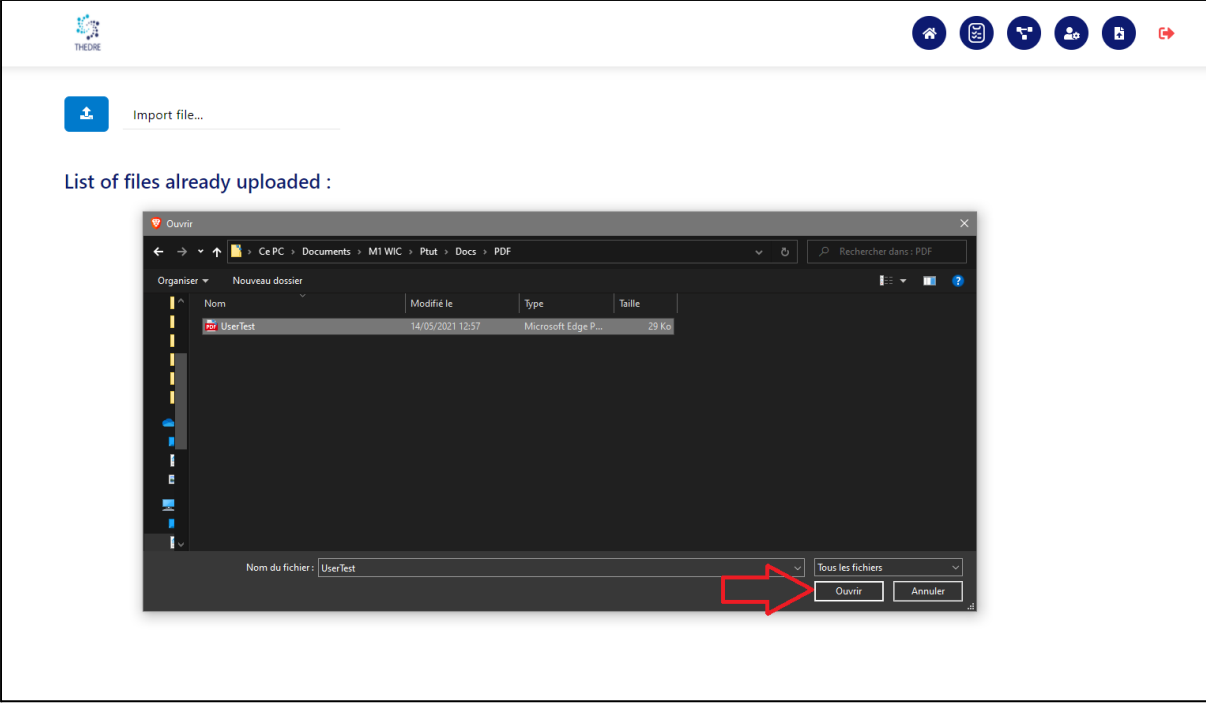 THEDRE
Import file...
List of files already uploaded :
Ouvrir
Ce PC › Documents › M1 WIC › Ptut › Docs › PDF
Rechercher dans : PDF
Organiser
Nouveau dossier
Nom Modifié le Type Taille
PDF UserTest 14/05/2021 12:57 Microsoft Edge P... 29 Ko
Nom du fichier : UserTest
Tous les fichiers
Ouvrir
Annuler